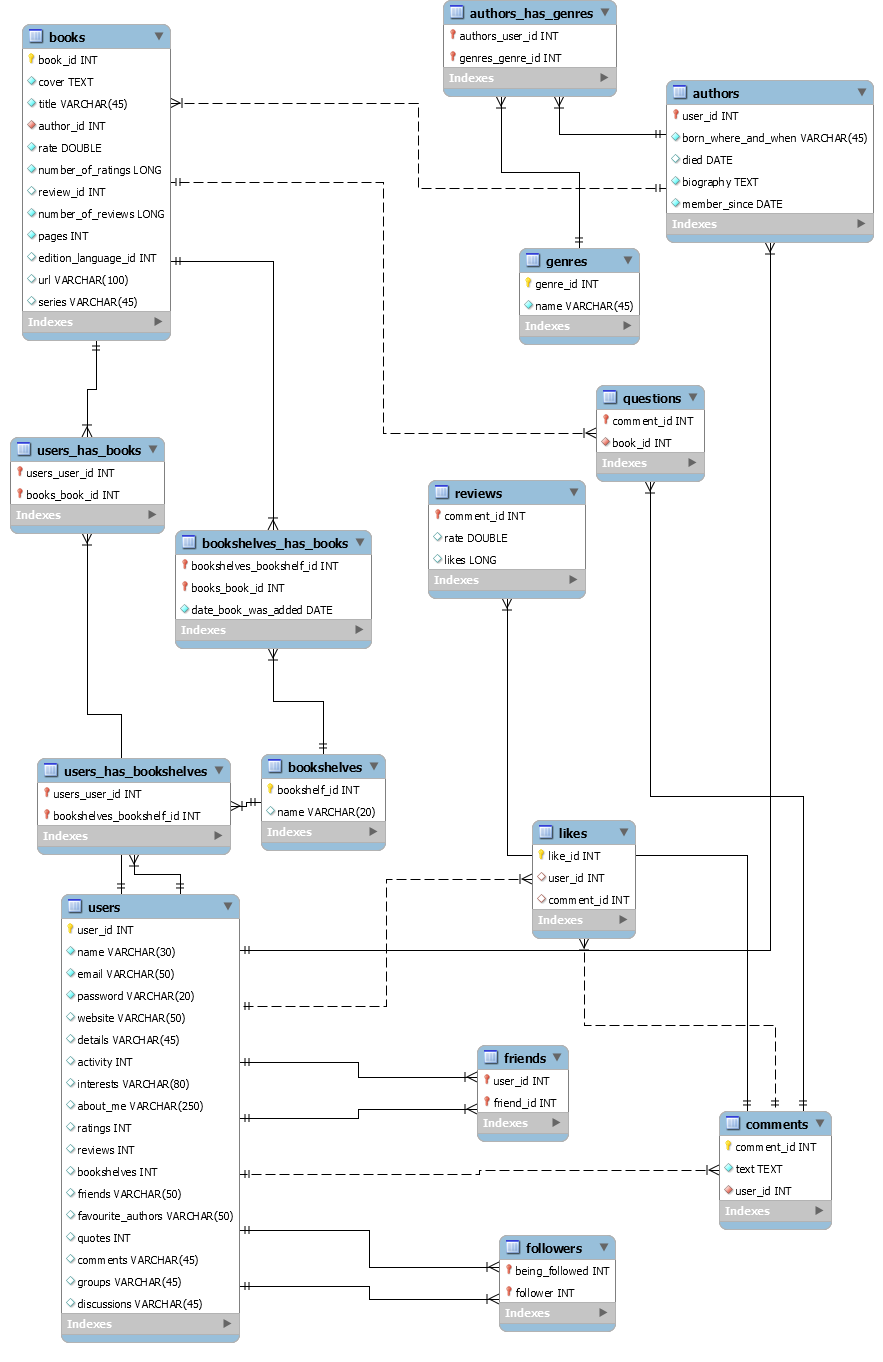 books
book_id INT
cover TEXT
title VARCHAR(45)
author_id INT
rate DOUBLE
number_of_ratings LONG
review_id INT
number_of_reviews LONG
pages INT
edition_language_id INT
url VARCHAR(100)
series VARCHAR(45)
Indexes
authors_has_genres
authors_user_id INT
genres_genre_id INT
Indexes
authors
user_id INT
born_where_and_when VARCHAR(45)
died DATE
biography TEXT
member_since DATE
Indexes
genres
genre_id INT
name VARCHAR(45)
Indexes
questions
comment_id INT
book_id INT
Indexes
users_has_books
users_user_id INT
books_book_id INT
Indexes
reviews
comment_id INT
rate DOUBLE
likes LONG
Indexes
bookshelves_has_books
bookshelves_bookshelf_id INT
books_book_id INT
date_book_was_added DATE
Indexes
users_has_bookshelves
users_user_id INT
bookshelves_bookshelf_id INT
Indexes
bookshelves
bookshelf_id INT
name VARCHAR(20)
Indexes
likes
like_id INT
user_id INT
comment_id INT
Indexes
users
user_id INT
name VARCHAR(30)
email VARCHAR(50)
password VARCHAR(20)
website VARCHAR(50)
details VARCHAR(45)
activity INT
interests VARCHAR(80)
about_me VARCHAR(250)
ratings INT
reviews INT
bookshelves INT
friends VARCHAR(50)
favourite_authors VARCHAR(50)
quotes INT
comments VARCHAR(45)
groups VARCHAR(45)
discussions VARCHAR(45)
Indexes
friends
user_id INT
friend_id INT
Indexes
comments
comment_id INT
text TEXT
user_id INT
Indexes
followers
being_followed INT
follower INT
Indexes